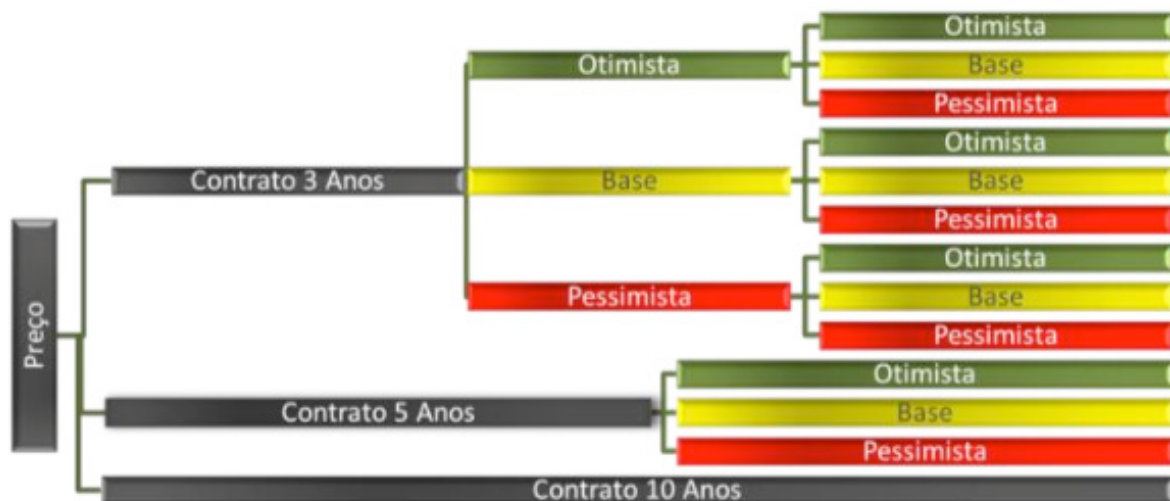 Preço
Contrato 3 Anos
Otimista
Otimista
Base
Pessimista
Base
Otimista
Base
Pessimista
Pessimista
Otimista
Base
Pessimista
Contrato 5 Anos
Otimista
Base
Pessimista
Contrato 10 Anos